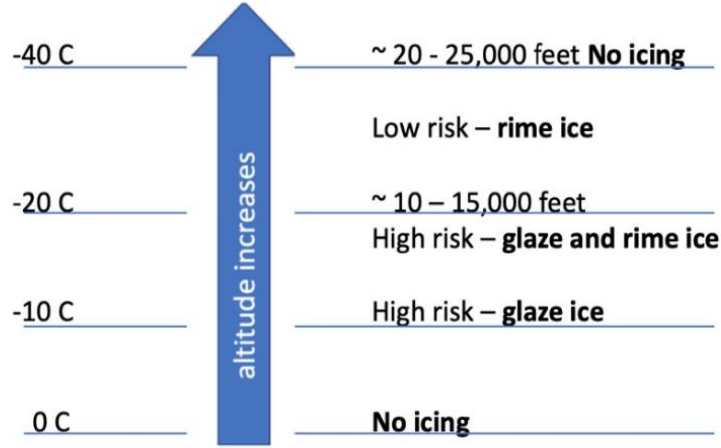 -40 C
~ 20 - 25,000 feet No icing
Low risk – rime ice
-20 C
~ 10 – 15,000 feet
High risk – glaze and rime ice
-10 C
High risk – glaze ice
0 C
No icing
altitude increases